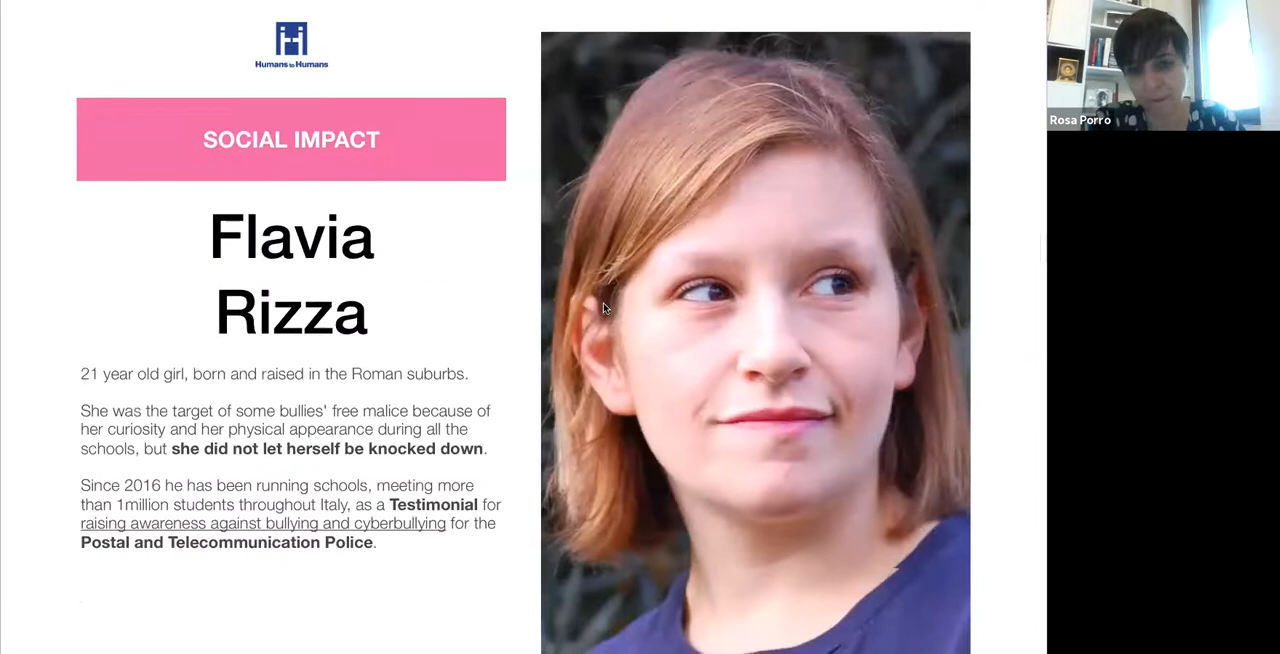 Humans to Humans
SOCIAL IMPACT
Flavia
Rizza
21 year old girl, born and raised in the Roman suburbs.
She was the target of some bullies' free malice because of
her curiosity and her physical appearance during all the
schools, but she did not let herself be knocked down.
Since 2016 he has been running schools, meeting more
than 1million students throughout Italy, as a Testimonial for
raising awareness against bullying and cyberbullying for the
Postal and Telecommunication Police.
Rosa Porro